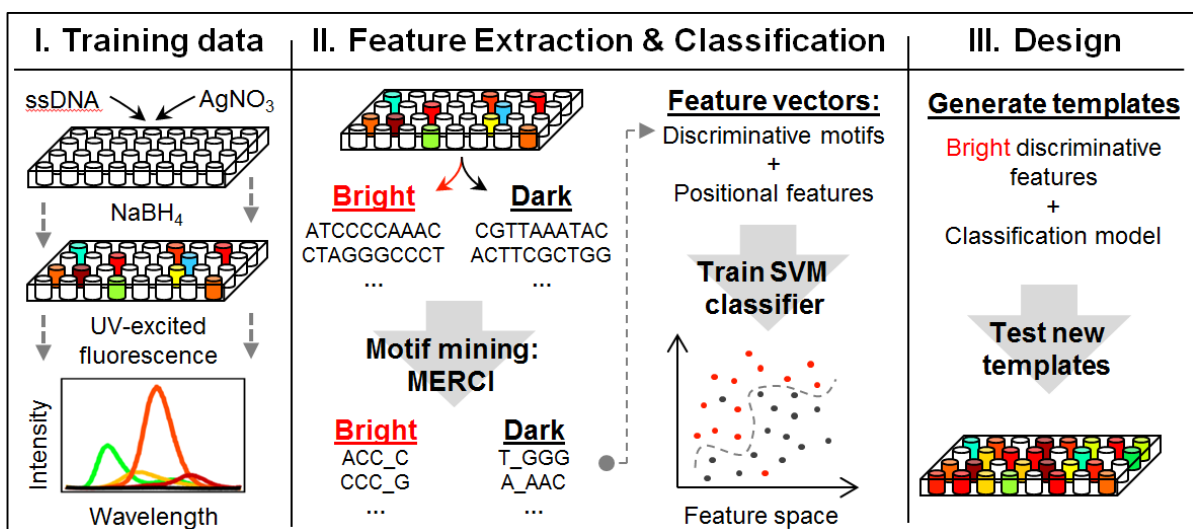 I. Training data
ssDNA
AgNO3
NaBH4
UV-excited
fluorescence
Intensity
Wavelength
II. Feature Extraction & Classification
Bright
Dark
ATCCCCAAAC
CGTTAAATAC
CTAGGGCCCT
ACTTCGCTGG
...
...
Motif mining:
MERCI
Bright
Dark
ACC_C
T_GGG
CCC_G
A_AAC
...
...
Feature vectors:
Discriminative motifs
+
Positional features
Train SVM
classifier
Feature space
III. Design
Generate templates
Bright discriminative
features
+
Classification model
Test new
templates